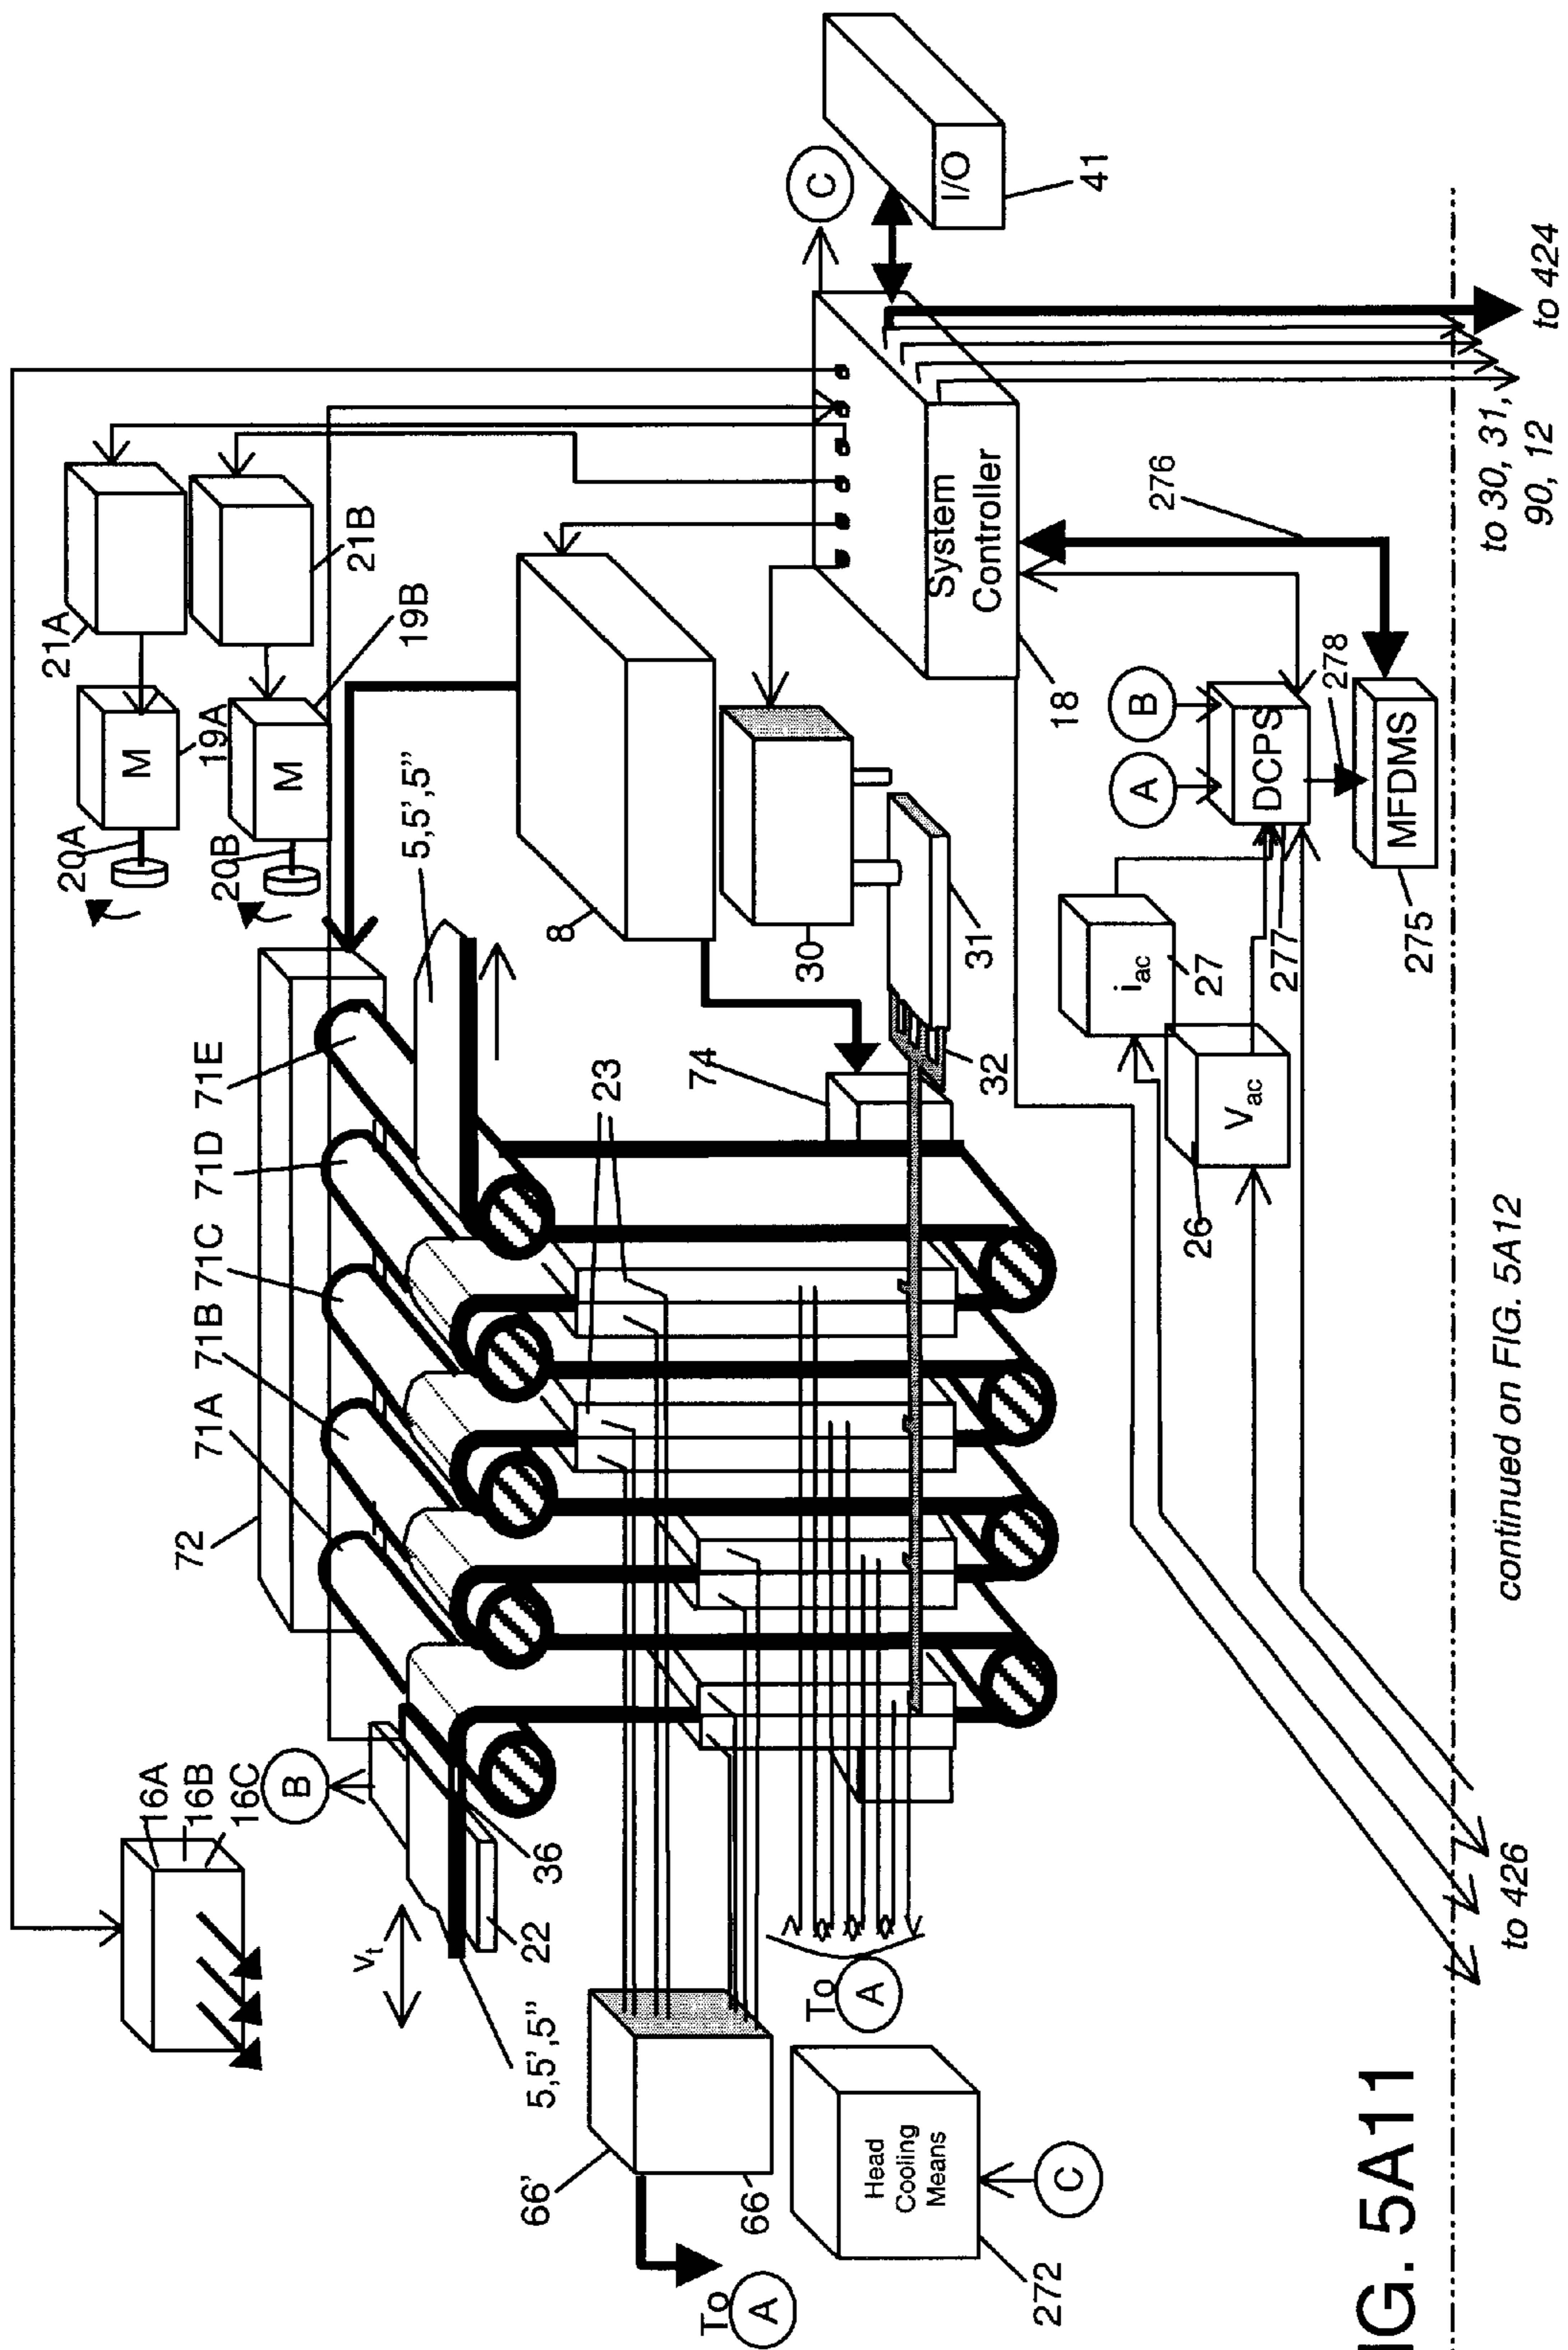 21A
M
19A
20A
21B
M
19B
20B
16A
16B
16C
B
72
71A
71B
71C
71D
71E
5,5',5"
vt
22
36
5,5',5"
8
23
74
30
31
32
C
I/O
41
System
Controller
18
66'
66
To
A
To
A
Head
Cooling
Means
272
C
A
B
DCPS
276
278
MFDMS
275
iac
27
277
Vac
26
to 424
to 30, 31,
90, 12
to 426
continued on FIG. 5A12
IG. 5A11